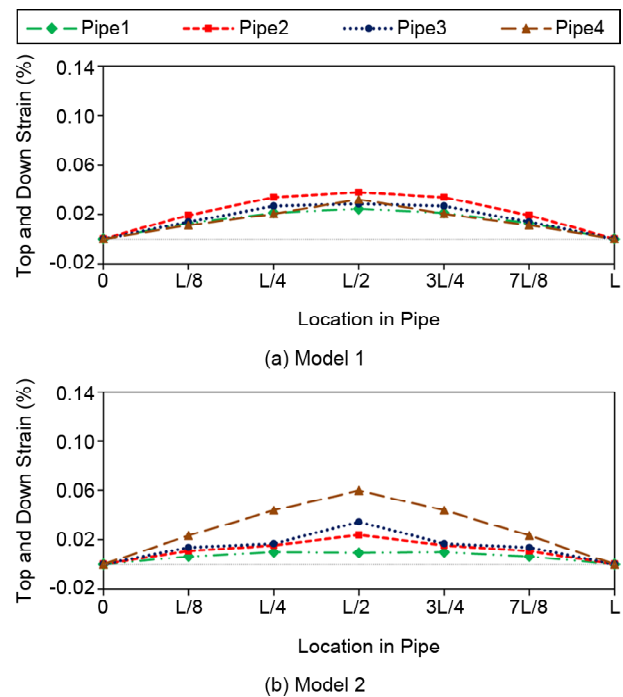 Pipe1 Pipe2 Pipe3 Pipe4
Top and Down Strain (%)
0.14
0.10
0.06
0.02
-0.02
0 L/8 L/4 L/2 3L/4 7L/8 L
Location in Pipe
(a) Model 1
Top and Down Strain (%)
0.14
0.10
0.06
0.02
-0.02
0 L/8 L/4 L/2 3L/4 7L/8 L
Location in Pipe
(b) Model 2